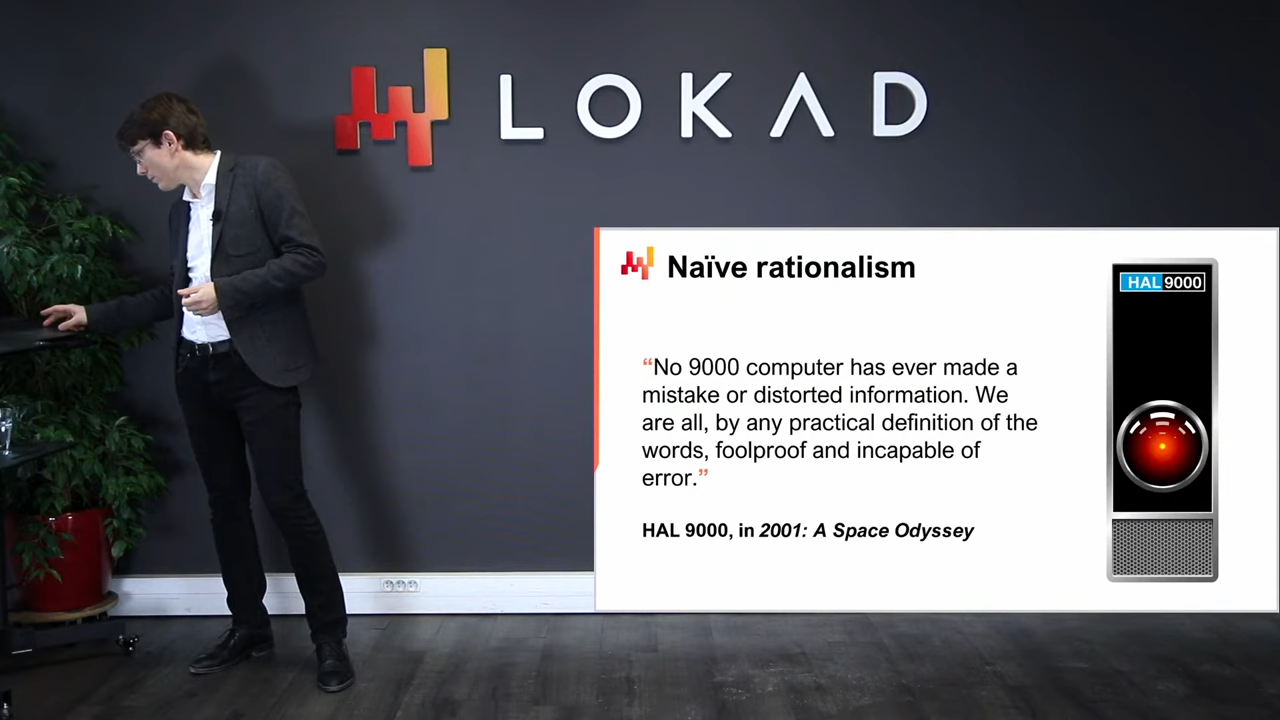 LOKAD
Naïve rationalism
HAL 9000
“No 9000 computer has ever made a
mistake or distorted information. We
are all, by any practical definition of the
words, foolproof and incapable of
error.”
HAL 9000, in 2001: A Space Odyssey